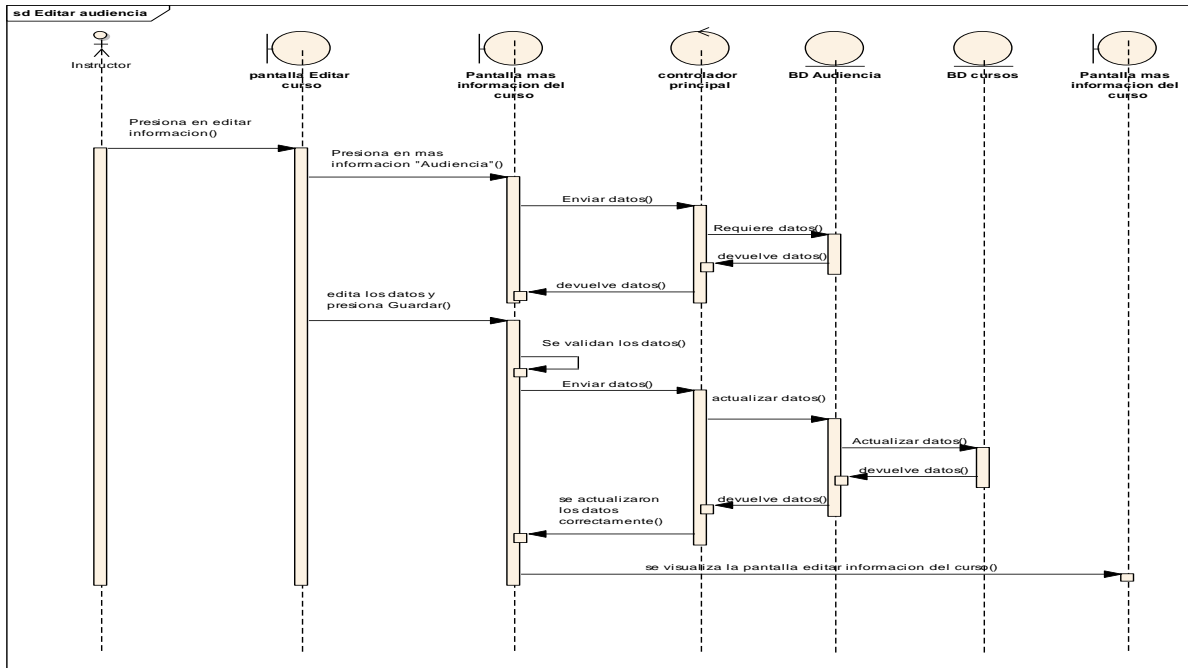 sd Editar audiencia
Instructor
pantalla Editar
curso
Pantalla mas
informacion del
curso
controlador
principal
BD Audiencia
BD cursos
Pantalla mas
informacion del
curso
Presiona en editar
informacion()
Presiona en mas
informacion "Audiencia"()
Enviar datos()
Requiere datos()
devuelve datos()
devuelve datos()
edita los datos y
presiona Guardar()
Se validan los datos()
Enviar datos()
actualizar datos()
Actualizar datos()
devuelve datos()
devuelve datos()
se actualizaron
los datos
correctamente()
se visualiza la pantalla editar informacion del curso()